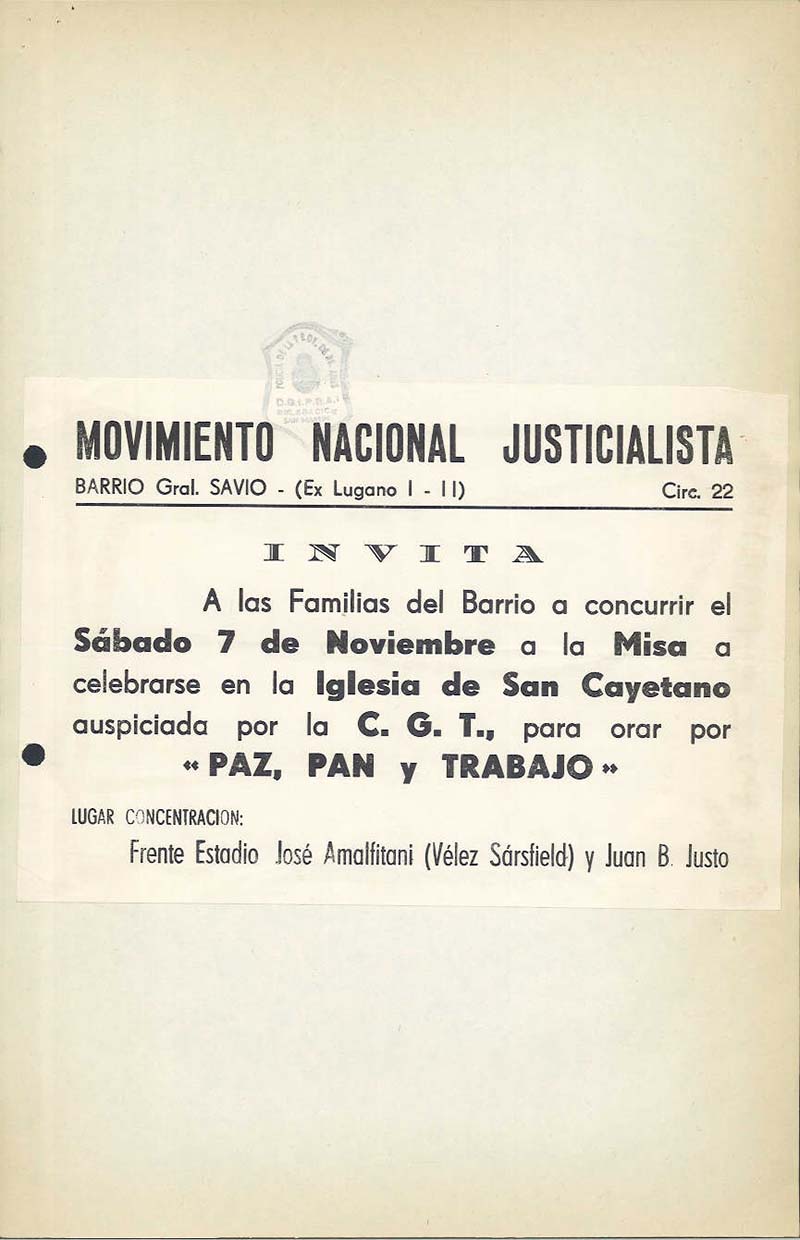 D.G.I.P.B.A.
MOVIMIENTO NACIONAL JUSTICIALISTA
BARRIO Gral. SAVIO - (Ex Lugano I - II) Circ. 22
INVITA
A las Familias del Barrio a concurrir el
Sábado 7 de Noviembre a la Misa a
celebrarse en la Iglesia de San Cayetano
auspiciada por la C. G. T., para orar por
« PAZ, PAN y TRABAJO »
LUGAR CONCENTRACION:
Frente Estadio José Amalfitani (Vélez Sársfield) y Juan B. Justo